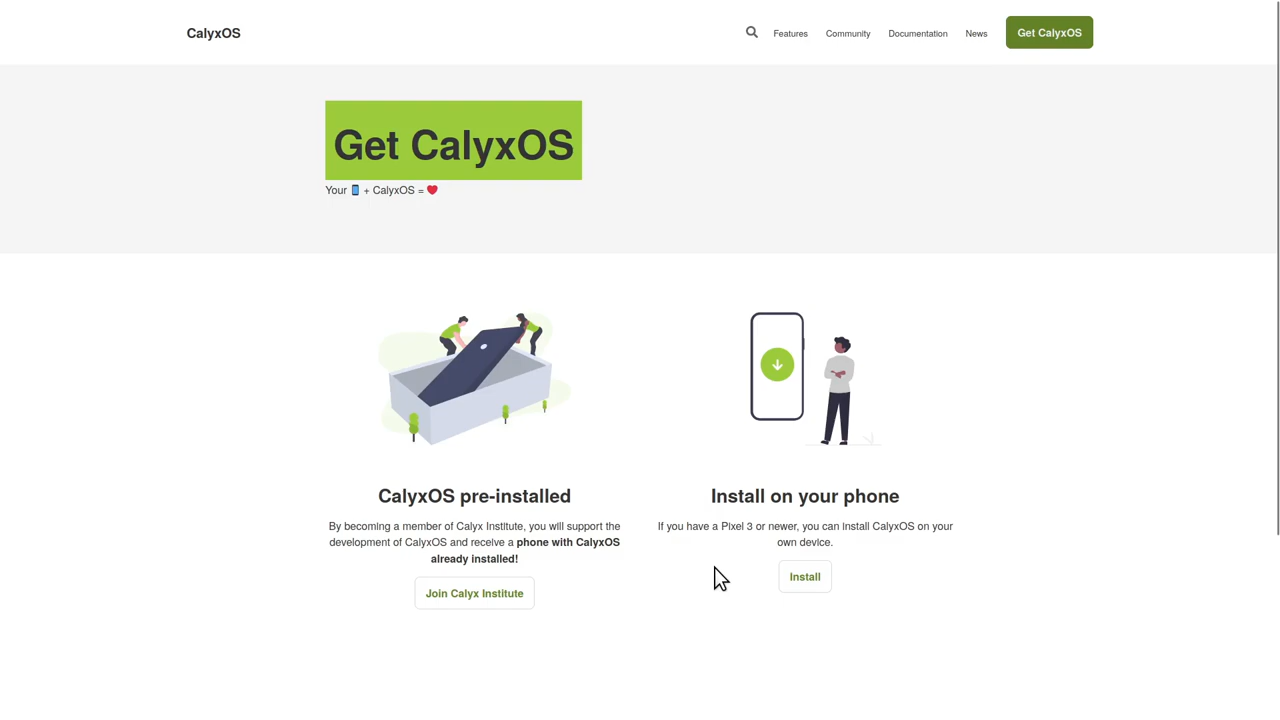 CalyxOS
Features
Community
Documentation
News
Get CalyxOS
Get CalyxOS
Your 📱 + CalyxOS = ❤️
CalyxOS pre-installed
By becoming a member of Calyx Institute, you will support the
development of CalyxOS and receive a phone with CalyxOS
already installed!
Join Calyx Institute
Install on your phone
If you have a Pixel 3 or newer, you can install CalyxOS on your
own device.
Install